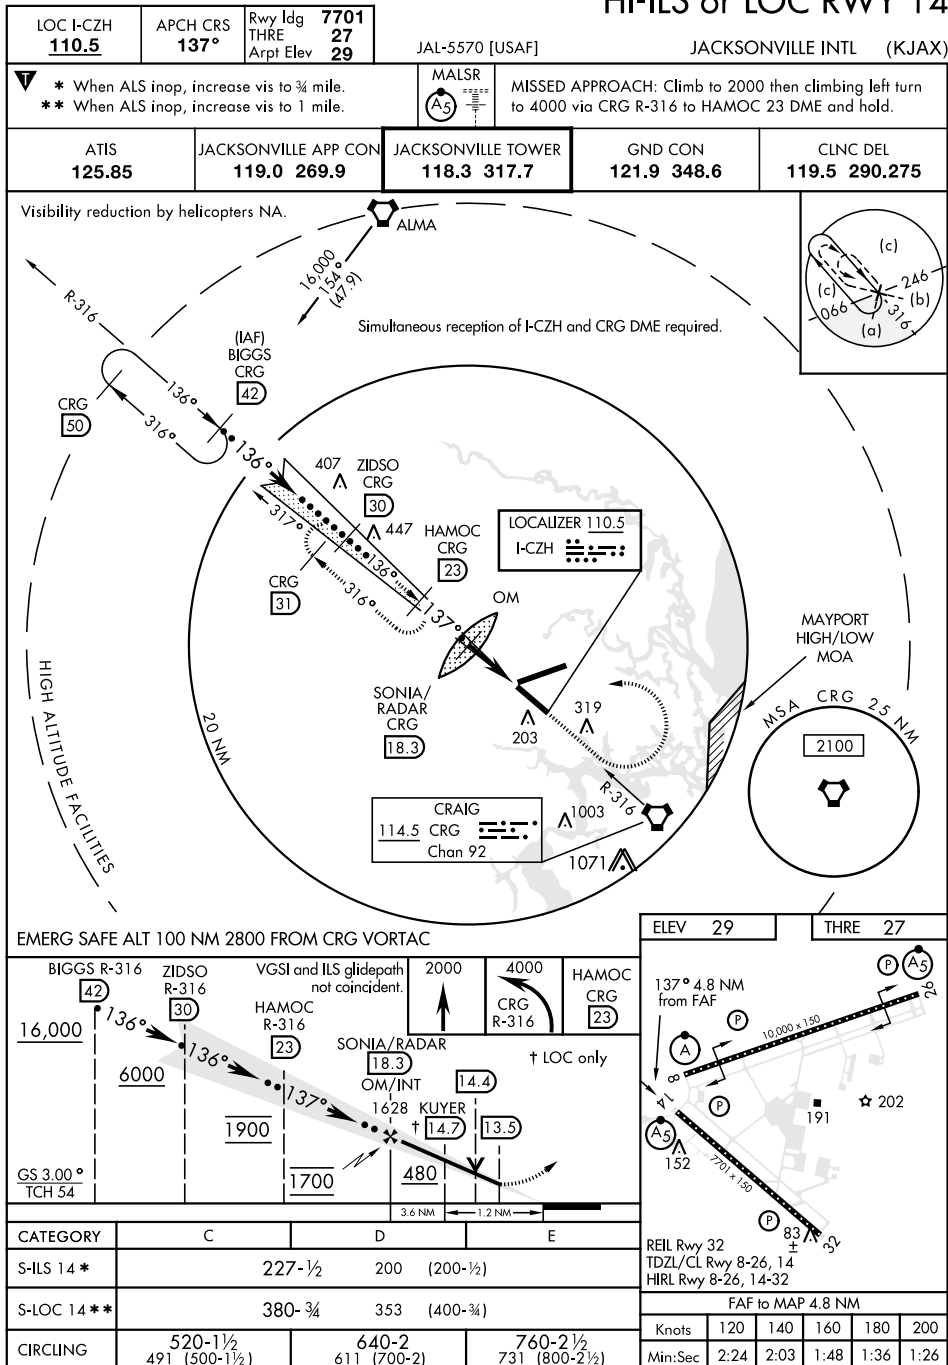 HI-ILS or LOC RWY 14
LOC I-CZH
110.5
APCH CRS
137°
Rwy ldg 7701
THRE 27
Arpt Elev 29
JAL-5570 [USAF]
JACKSONVILLE INTL (KJAX)
T
* When ALS inop, increase vis to ¾ mile.
** When ALS inop, increase vis to 1 mile.
MALSR
A5
MISSED APPROACH: Climb to 2000 then climbing left turn
to 4000 via CRG R-316 to HAMOC 23 DME and hold.
ATIS
125.85
JACKSONVILLE APP CON
119.0 269.9
JACKSONVILLE TOWER
118.3 317.7
GND CON
121.9 348.6
CLNC DEL
119.5 290.275
Visibility reduction by helicopters NA.
ALMA
16,000
154°
(47.9)
Simultaneous reception of I-CZH and CRG DME required.
(c)
(c)
246
(b)
066
316
(a)
R-316
(IAF)
BIGGS
CRG
42
CRG
50
136°
316°
136°
407
ZIDSO
CRG
30
447
317°
HAMOC
CRG
23
136°
CRG
31
316°
LOCALIZER 110.5
I-CZH
137°
OM
MAYPORT
HIGH/LOW
MOA
SONIA/
RADAR
CRG
18.3
319
203
HIGH ALTITUDE FACILITIES
20 NM
MSA CRG 25 NM
2100
R-316
CRAIG
114.5 CRG
Chan 92
1003
1071
EMERG SAFE ALT 100 NM 2800 FROM CRG VORTAC
BIGGS R-316
42
ZIDSO
R-316
30
VGSI and ILS glidepath
not coincident.
2000
4000
CRG
R-316
HAMOC
CRG
23
HAMOC
R-316
23
16,000
136°
6000
136°
SONIA/RADAR
18.3
OM/INT
† LOC only
14.4
1628
KUYER
† 14.7
13.5
137°
1900
1700
480
GS 3.00°
TCH 54
3.6 NM
1.2 NM
ELEV 29
THRE 27
137° 4.8 NM
from FAF
P
A5
26
P
10,000 x 150
A
8
14
P
A5
191
202
152
7701 x 150
P
83
±
32
REIL Rwy 32
TDZL/CL Rwy 8-26, 14
HIRL Rwy 8-26, 14-32
CATEGORY C D E
S-ILS 14 * 227-½ 200 (200-½)
S-LOC 14 ** 380-¾ 353 (400-¾)
CIRCLING
520-1½
491 (500-1½)
640-2
611 (700-2)
760-2½
731 (800-2½)
FAF to MAP 4.8 NM
Knots 120 140 160 180 200
Min:Sec 2:24 2:03 1:48 1:36 1:26